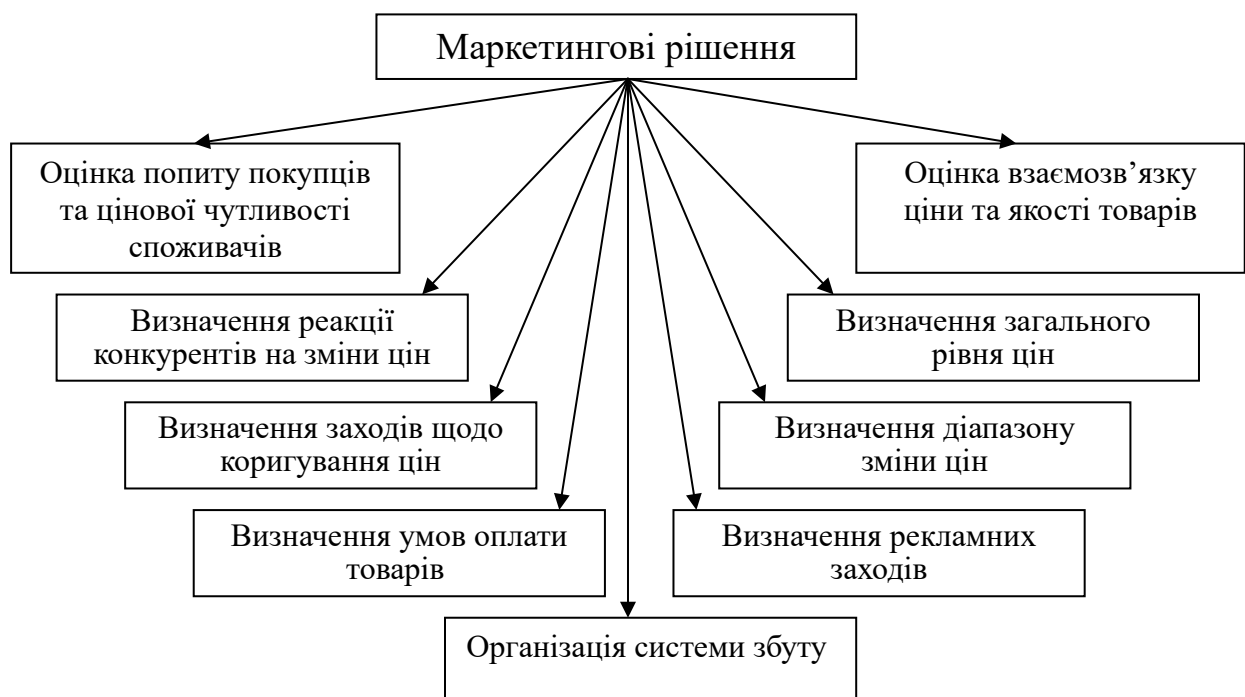 Маркетингові рішення
Оцінка попиту покупців
та цінової чутливості
споживачів
Оцінка взаємозв’язку
ціни та якості товарів
Визначення реакції
конкурентів на зміни цін
Визначення загального
рівня цін
Визначення заходів щодо
коригування цін
Визначення діапазону
зміни цін
Визначення умов оплати
товарів
Визначення рекламних
заходів
Організація системи збуту